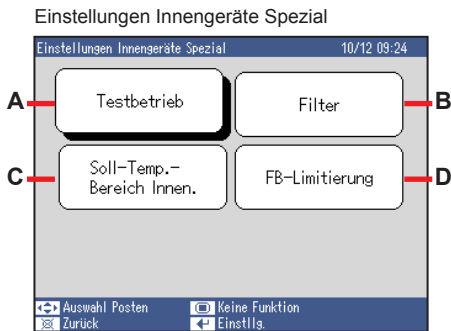 Einstellungen Innengeräte Spezial
Einstellungen Innengeräte Spezial 10/12 09:24
A Testbetrieb Filter B
C Soll-Temp.-
Bereich Innen. FB-Limitierung D
Auswahl Posten Keine Funktion
Zurück Einstllg.